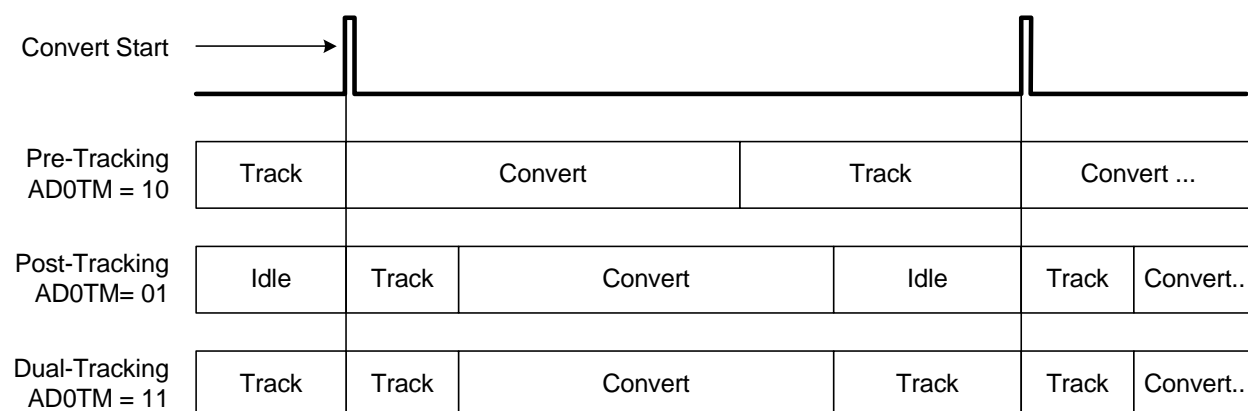 Convert Start
Pre-Tracking
AD0TM = 10
Track Convert Track Convert ...
Post-Tracking
AD0TM= 01
Idle Track Convert Idle Track Convert..
Dual-Tracking
AD0TM = 11
Track Track Convert Track Track Convert..